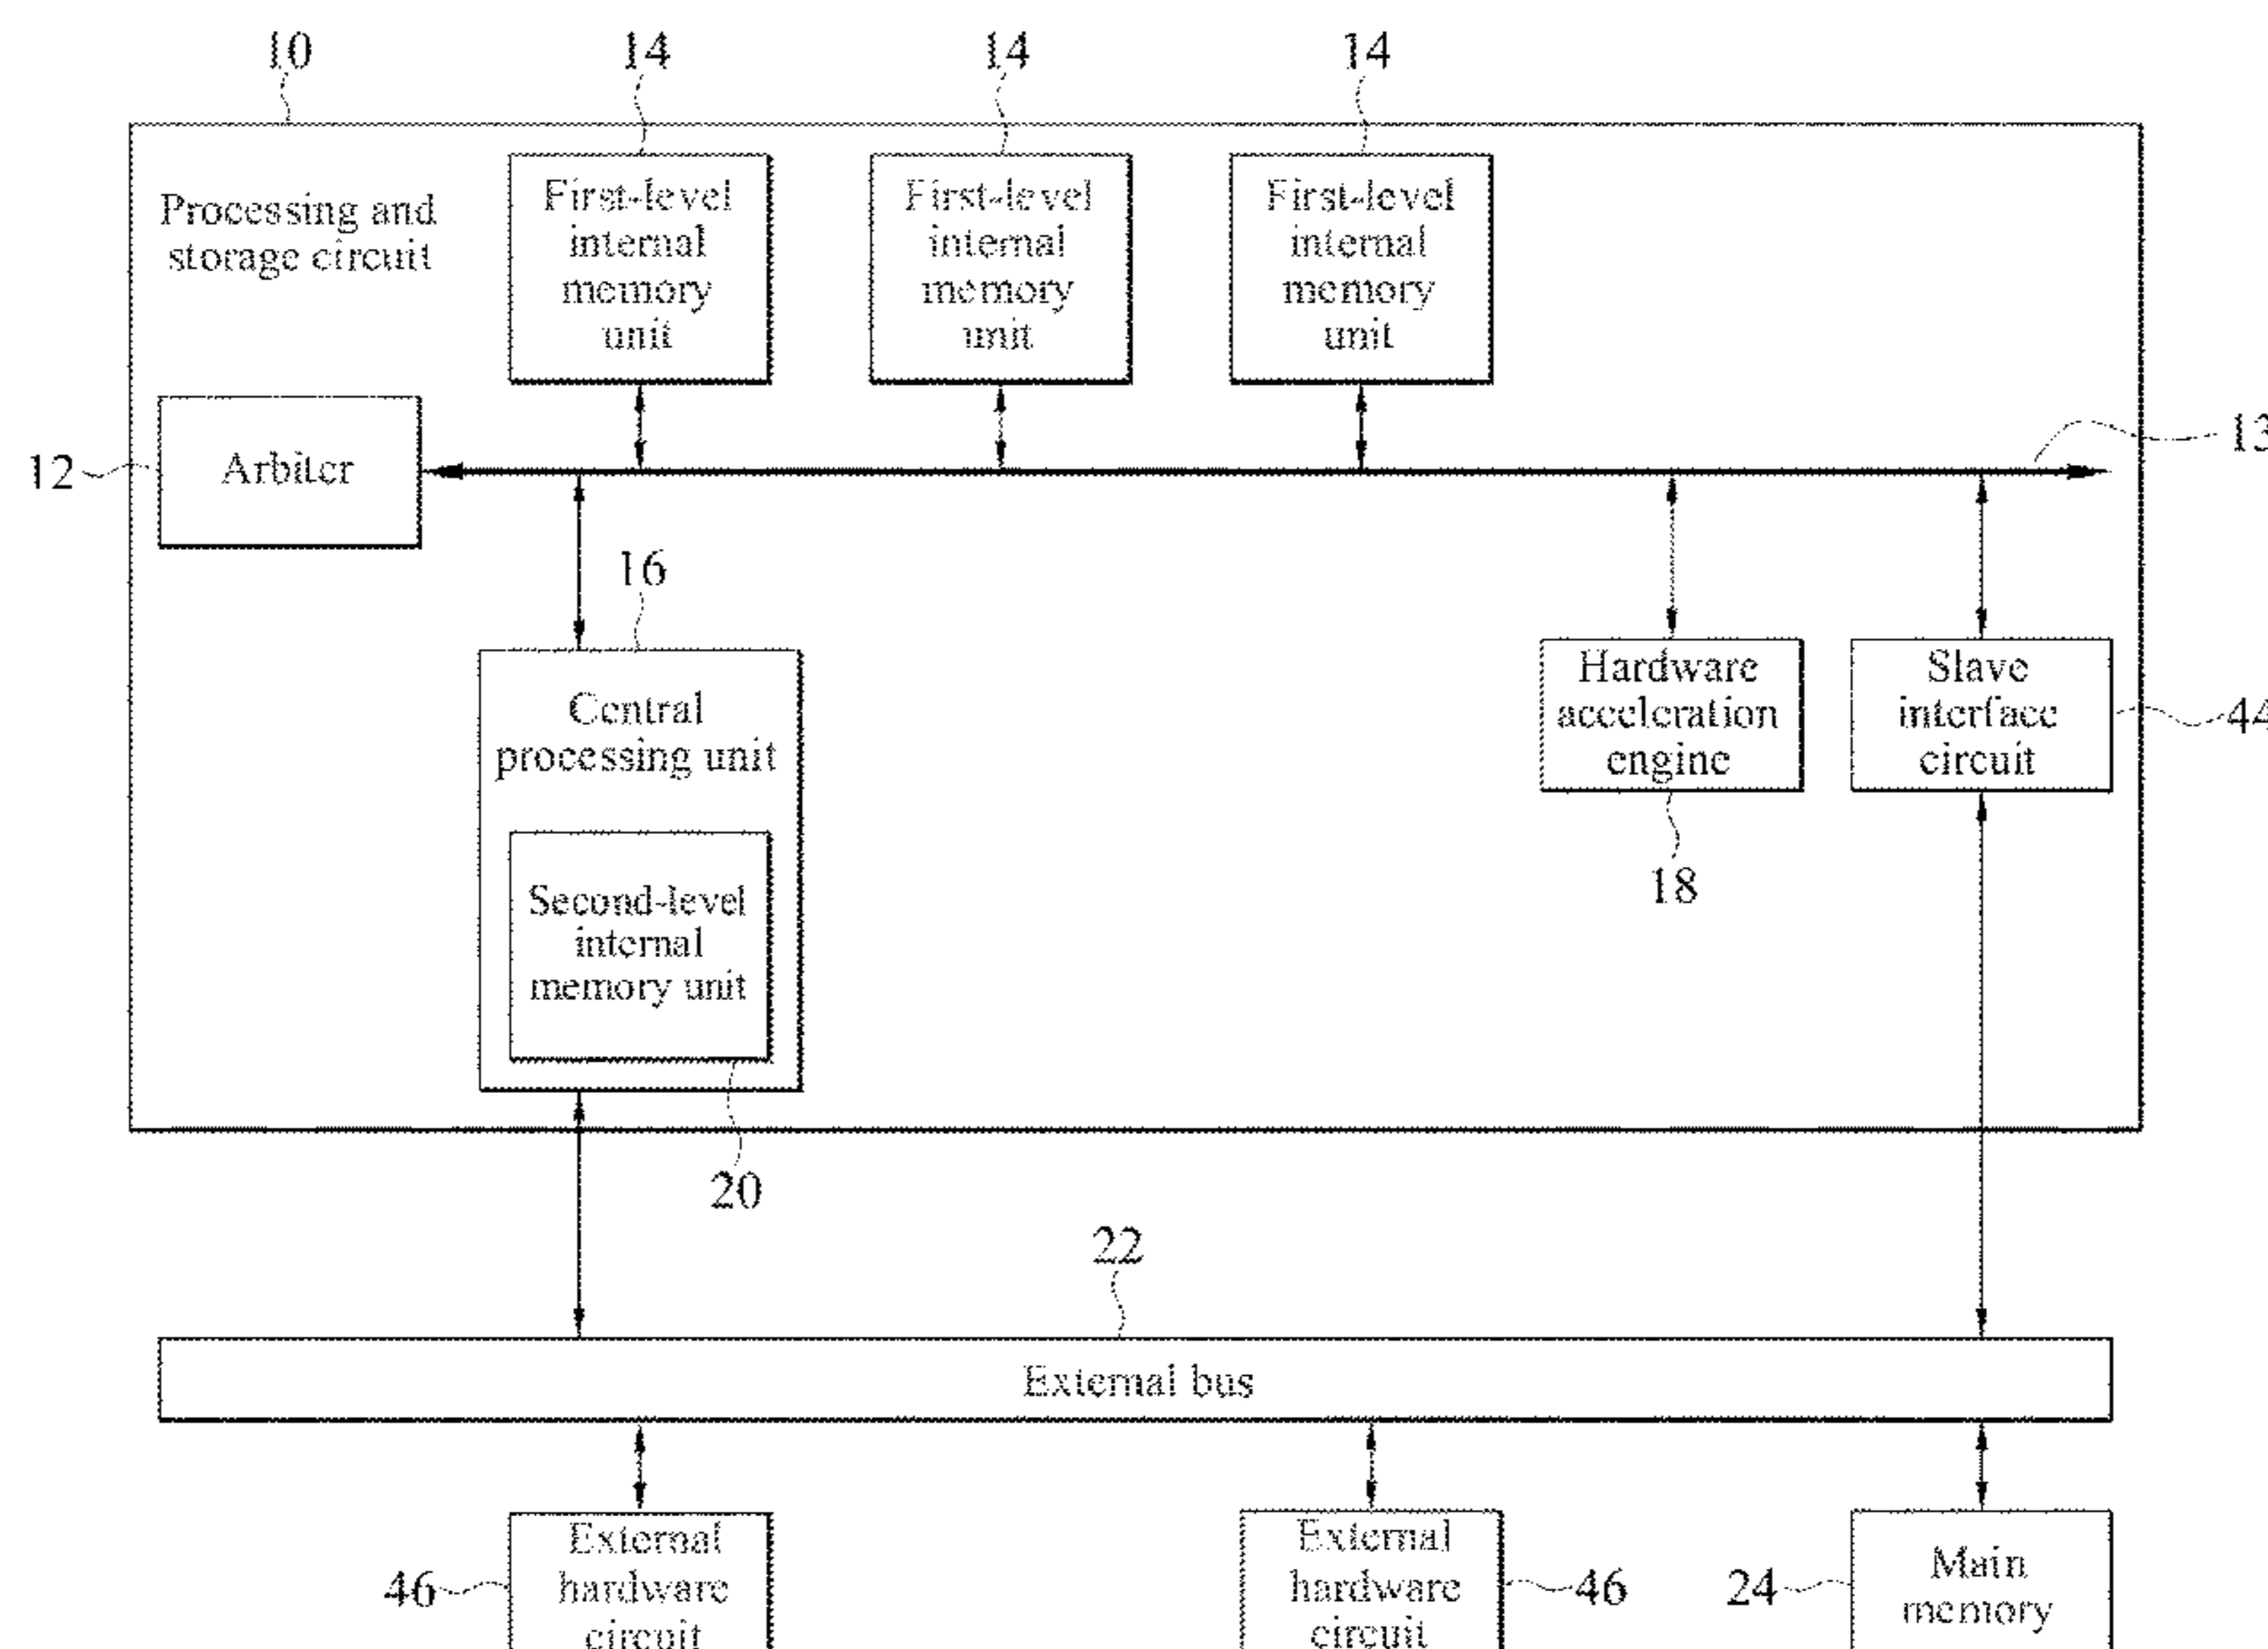 10
14
14
14
Processing and
storage circuit
First-level
internal
memory
unit
First-level
internal
memory
unit
First-level
internal
memory
unit
12
Arbiter
13
16
Central
processing unit
Second-level
internal
memory unit
20
Hardware
acceleration
engine
18
Slave
interface
circuit
44
22
External bus
46
External
hardware
circuit
External
hardware
circuit
46
24
Main
memory